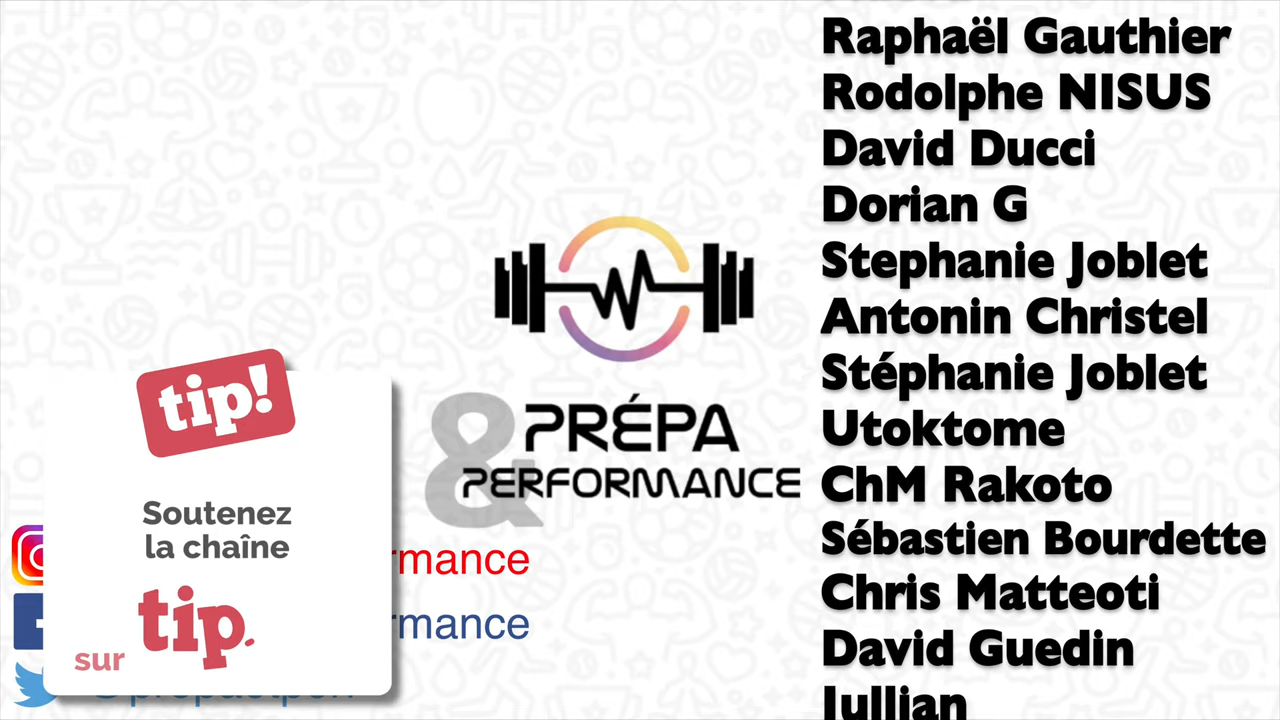 tip!
Soutenez
la chaîne
sur tip.
&
PRÉPA
PERFORMANCE
rmance
rmance
Raphaël Gauthier
Rodolphe NISUS
David Ducci
Dorian G
Stephanie Joblet
Antonin Christel
Stéphanie Joblet
Utoktome
ChM Rakoto
Sébastien Bourdette
Chris Matteoti
David Guedin
Jullian